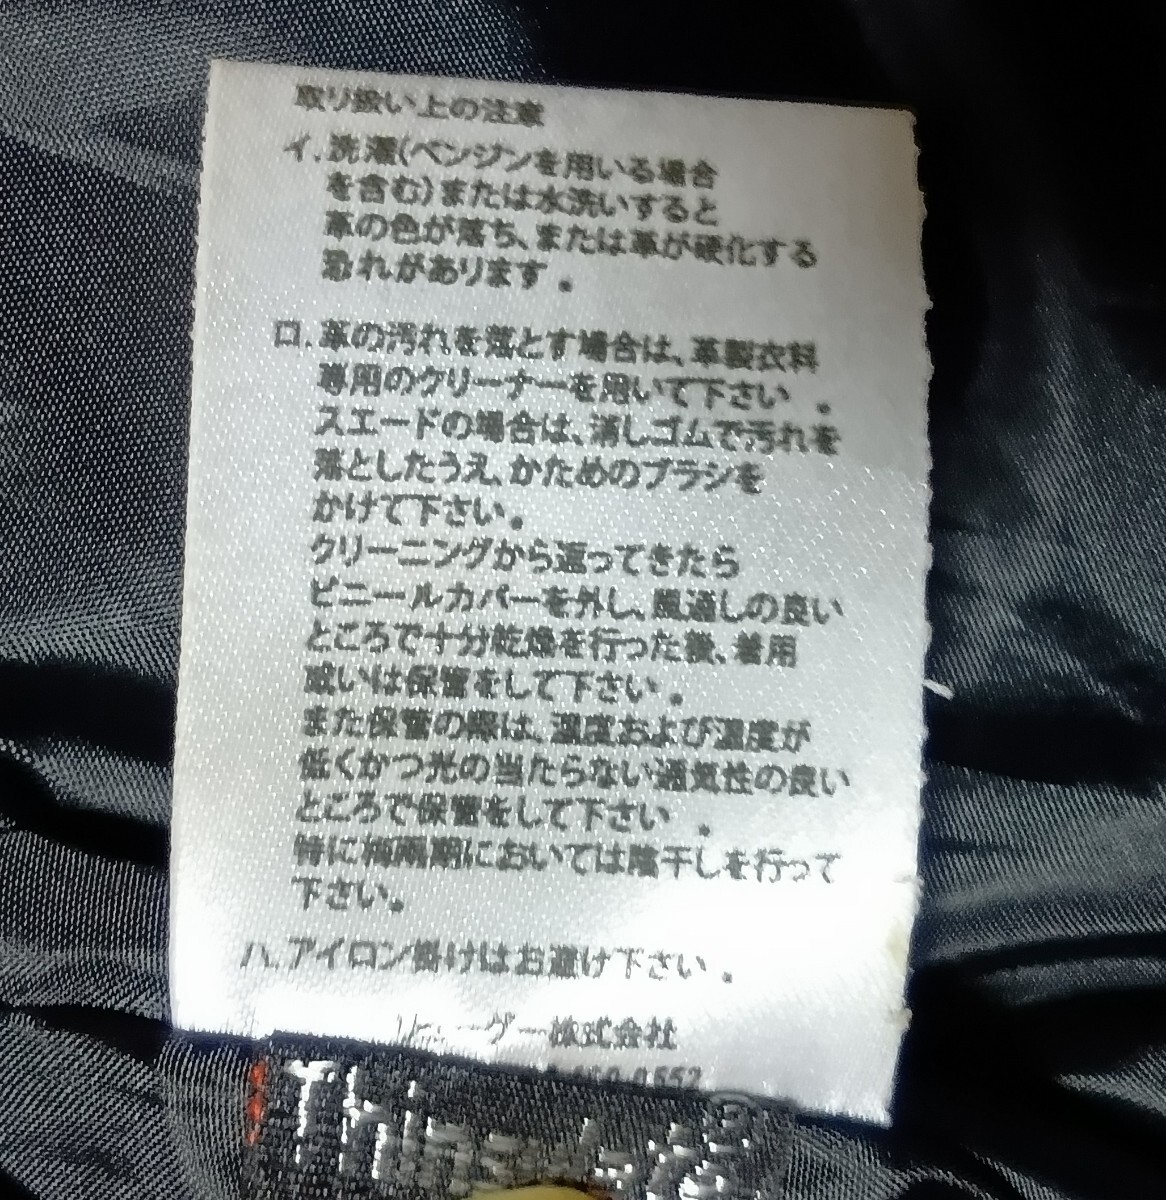 取り扱い上の注意
イ.洗濯(ベンジンを用いる場合
を含む)または水洗いすると
革の色が落ち、または革が硬化する
恐れがあります。
ロ.革の汚れを落とす場合は、革製衣料
専用のクリーナーを用いて下さい。
スエードの場合は、消しゴムで汚れを
落としたうえ、かためのブラシを
かけて下さい。
クリーニングから返ってきたら
ビニールカバーを外し、風通しの良い
ところで十分乾燥を行った後、着用
或いは保管をして下さい。
また保管の際は、温度および湿度が
低くかつ光の当たらない通気性の良い
ところで保管をして下さい。
特に梅雨期においては陰干しを行って
下さい。
ハ.アイロン掛けはお避け下さい。
株式会社